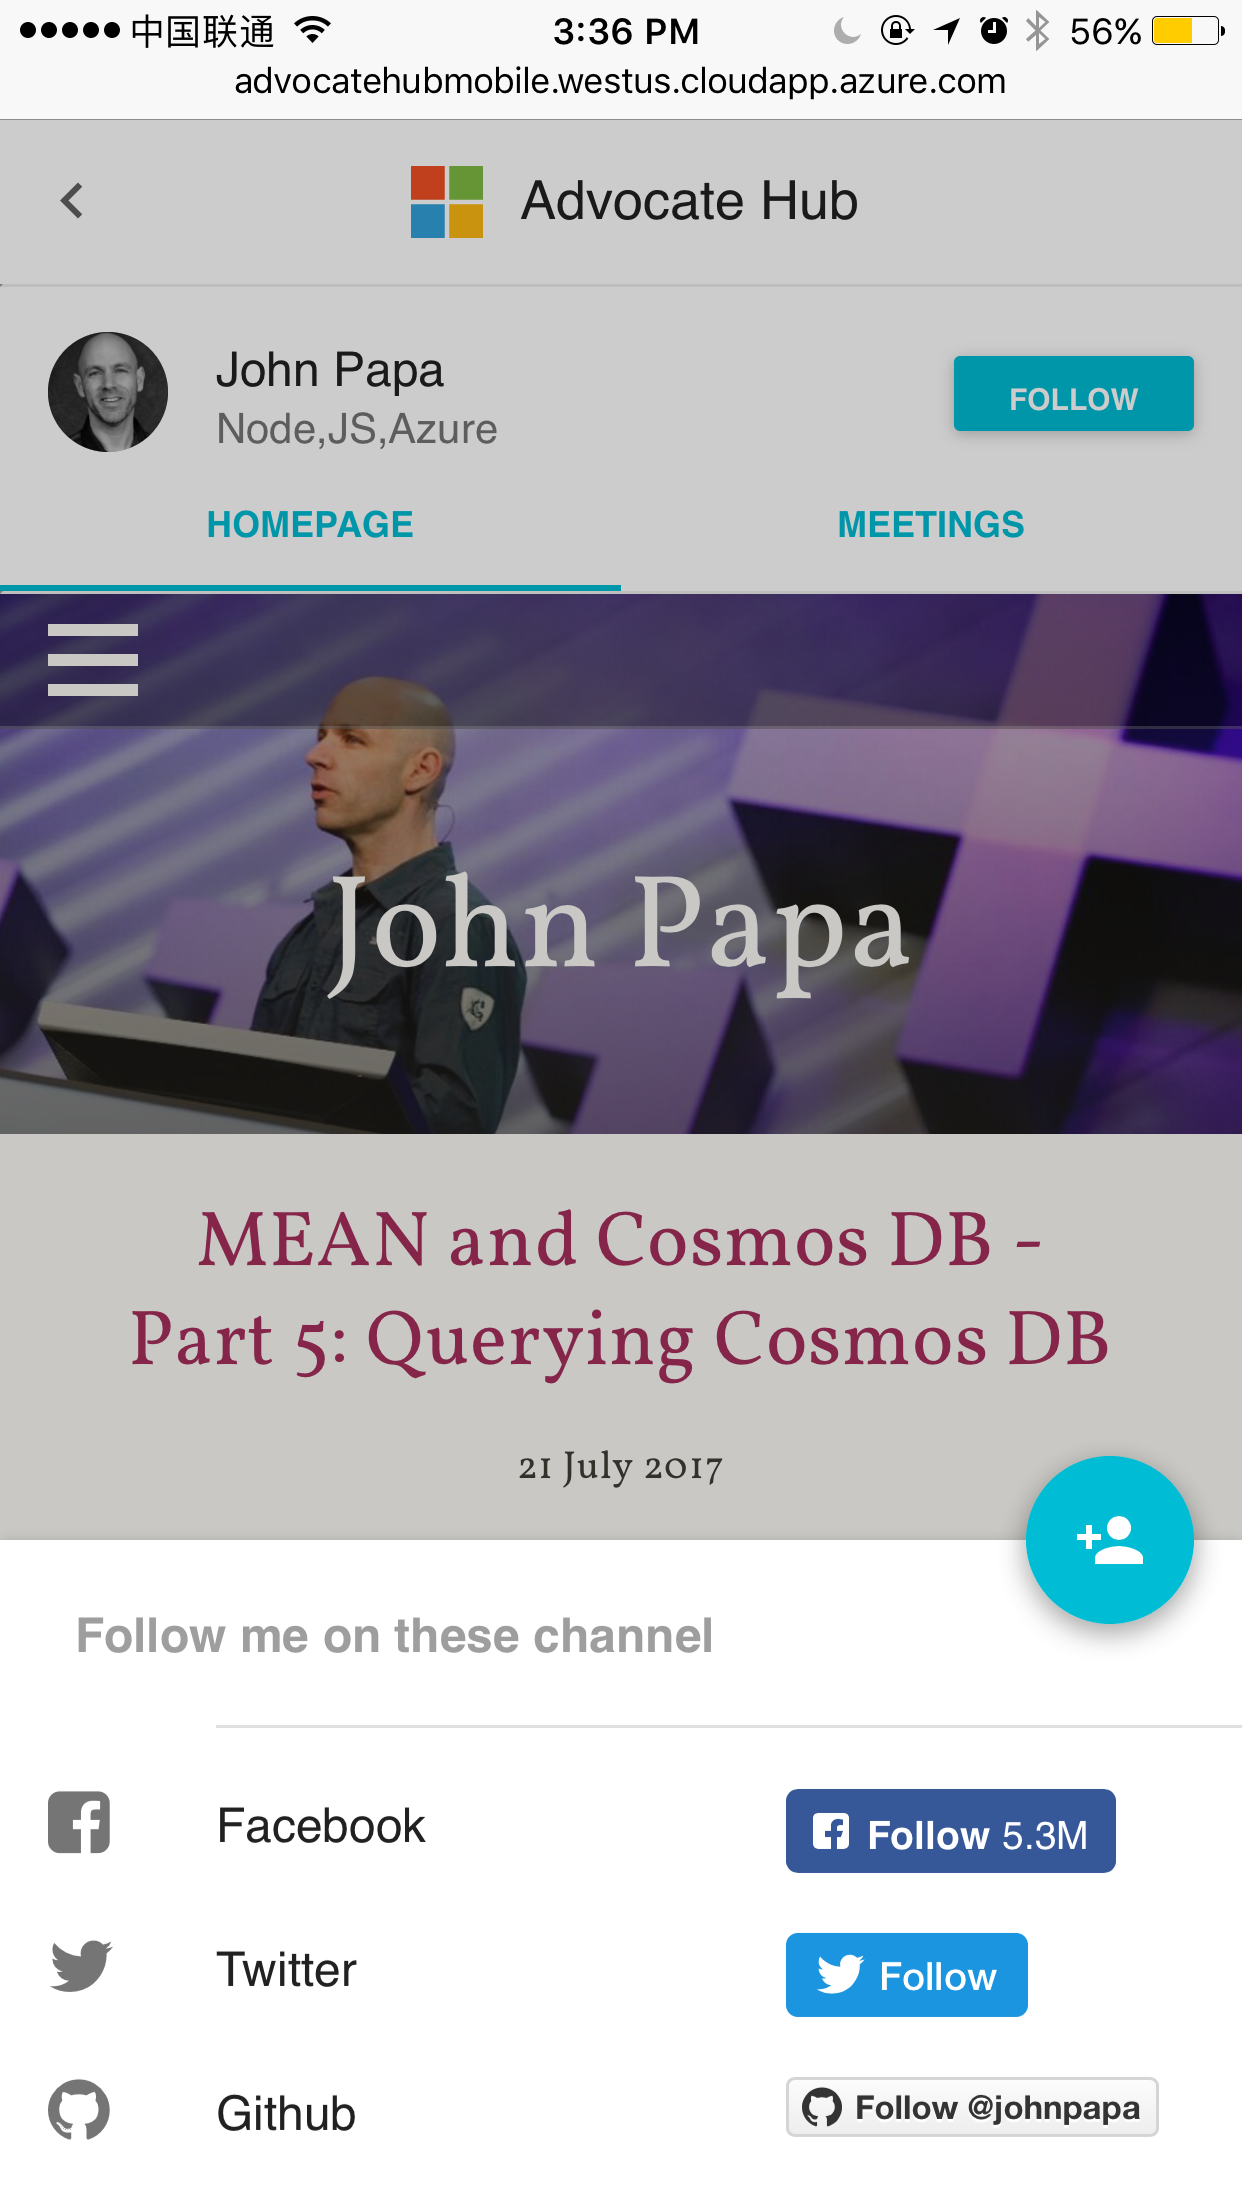 中国联通
3:36 PM
56%
advocatehubmobile.westus.cloudapp.azure.com
Advocate Hub
John Papa
Node,JS,Azure
FOLLOW
HOMEPAGE
MEETINGS
John Papa
MEAN and Cosmos DB -
Part 5: Querying Cosmos DB
21 July 2017
Follow me on these channel
Facebook
Follow 5.3M
Twitter
Follow
Github
Follow @johnpapa